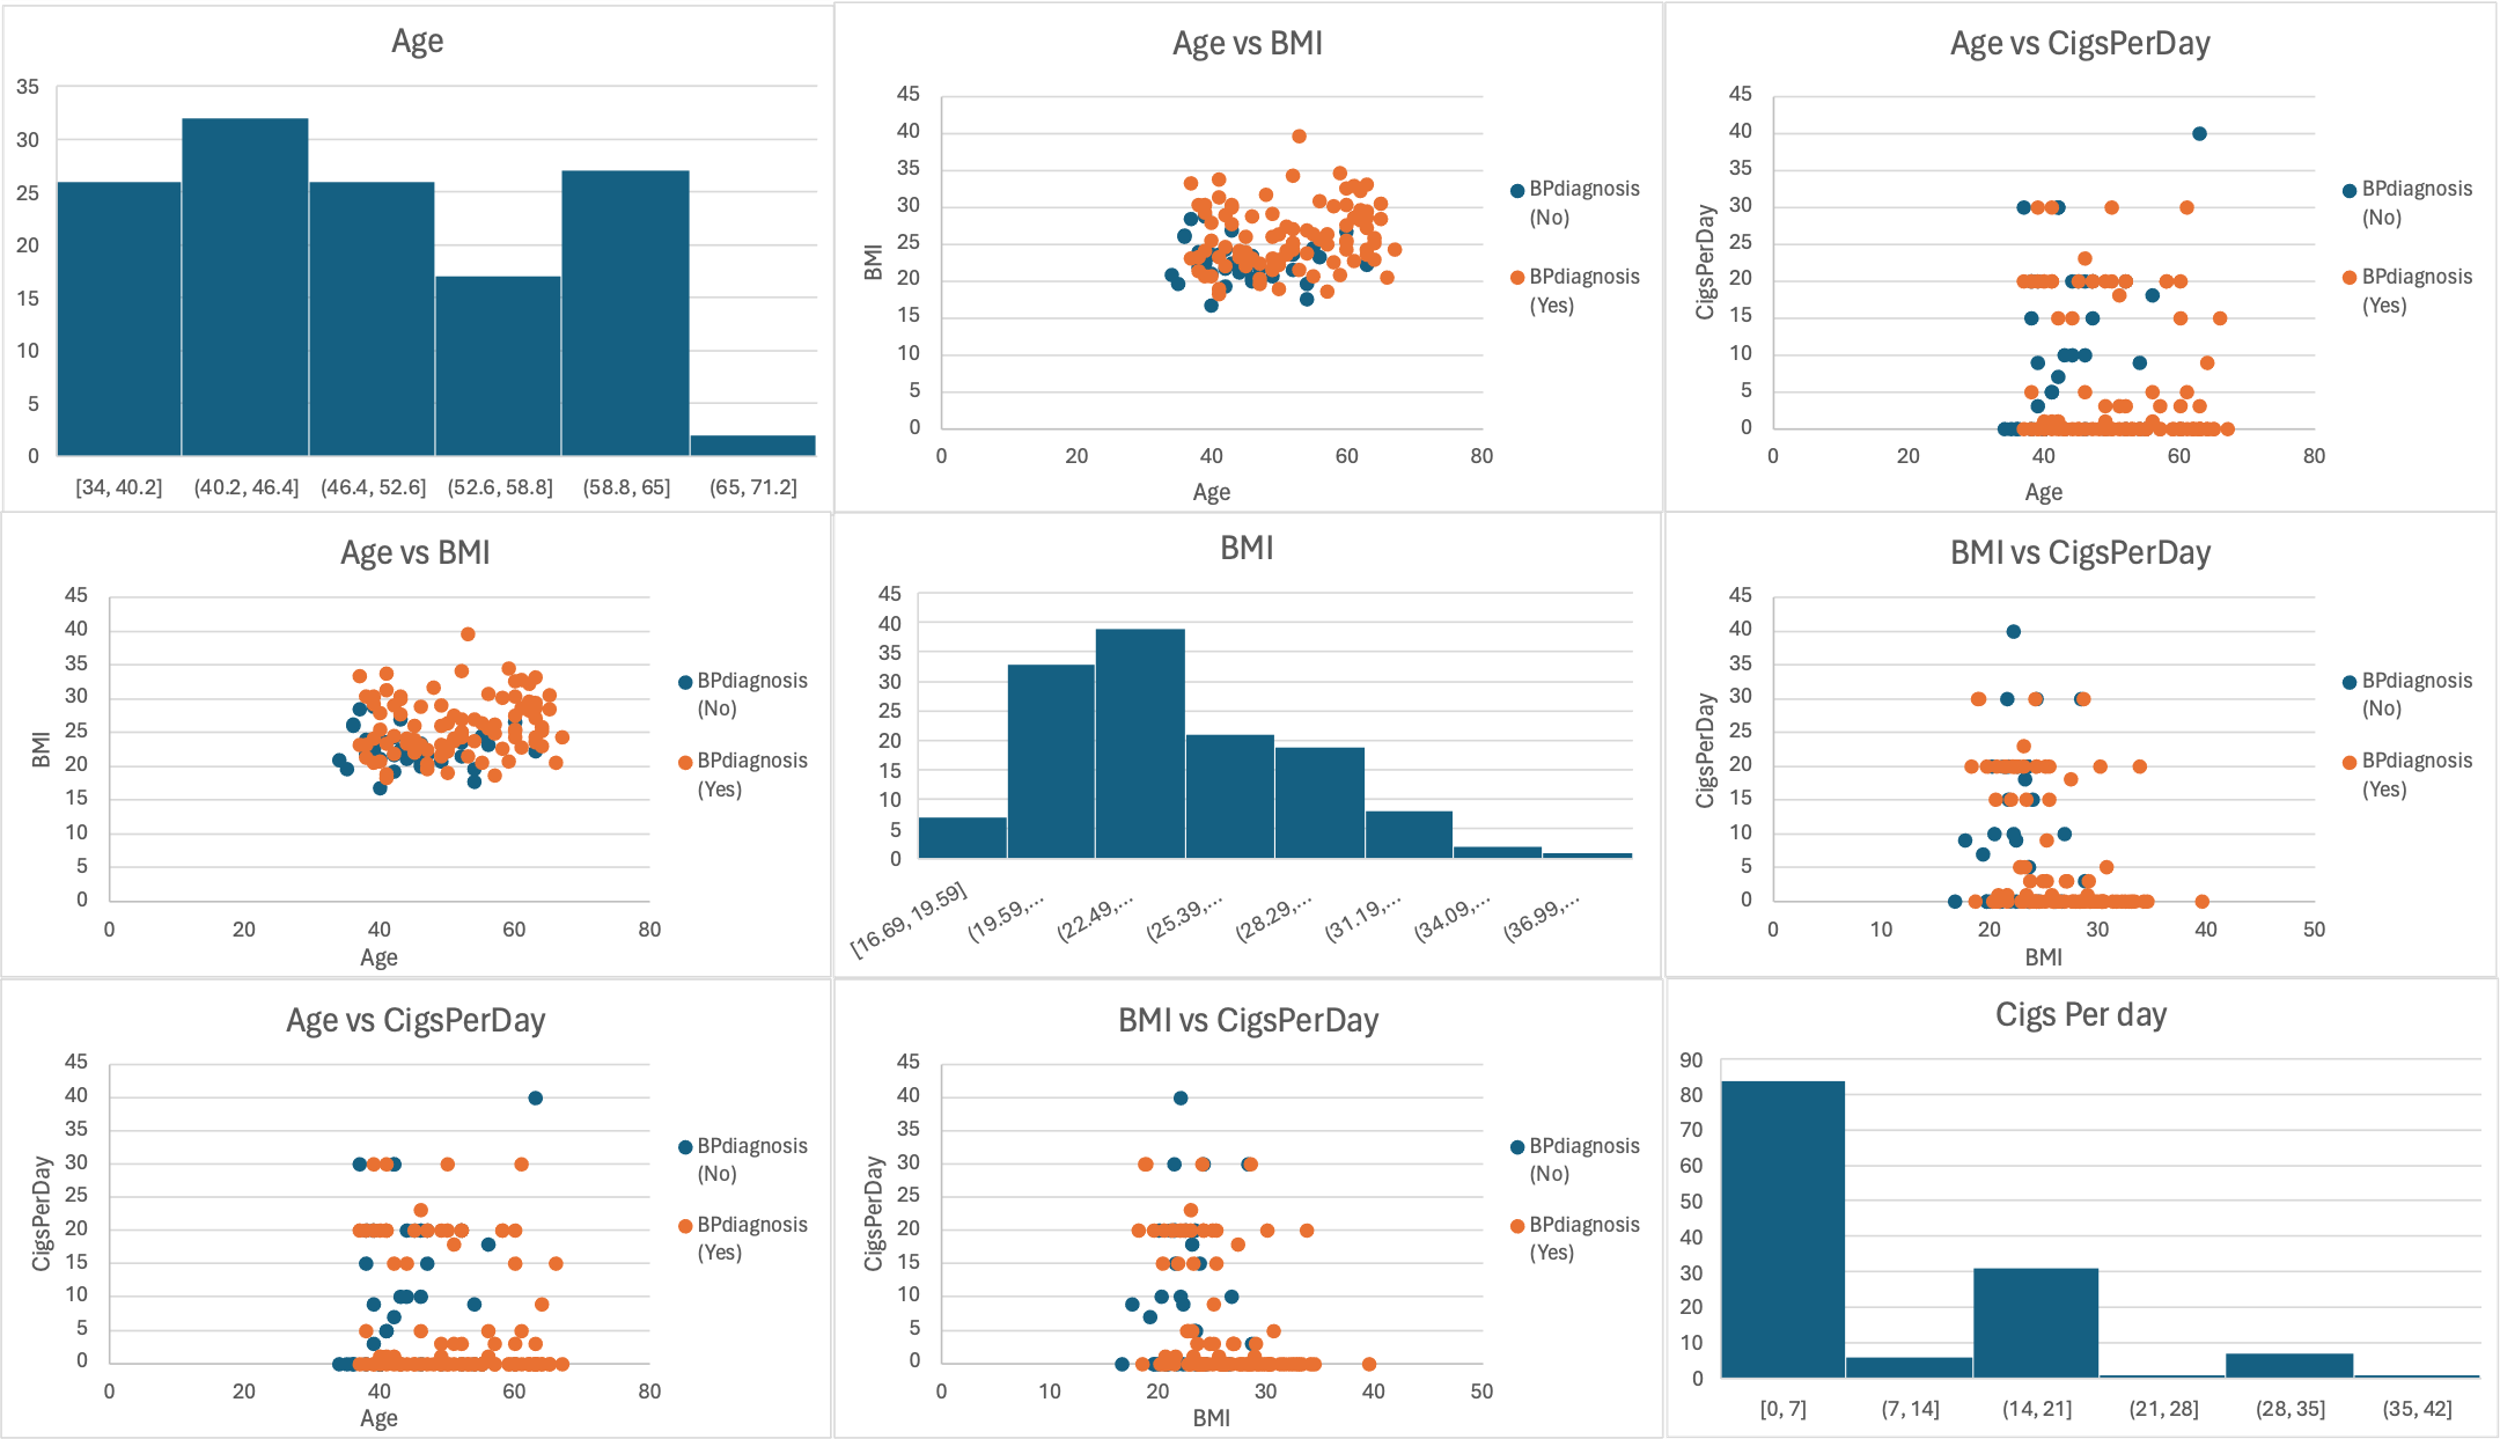 Age
35
30
25
20
15
10
5
0
[34, 40.2] (40.2, 46.4] (46.4, 52.6] (52.6, 58.8] (58.8, 65] (65, 71.2]
Age vs BMI
45
40
35
30
25
20
15
10
5
0
BMI
0 20 40 60 80
Age
BPdiagnosis
(No)
BPdiagnosis
(Yes)
Age vs CigsPerDay
45
40
35
30
25
20
15
10
5
0
CigsPerDay
0 20 40 60 80
Age
BPdiagnosis
(No)
BPdiagnosis
(Yes)
Age vs BMI
45
40
35
30
25
20
15
10
5
0
BMI
0 20 40 60 80
Age
BPdiagnosis
(No)
BPdiagnosis
(Yes)
BMI
45
40
35
30
25
20
15
10
5
0
[16.69, 19.59] (19.59,... (22.49,... (25.39,... (28.29,... (31.19,... (34.09,... (36.99,...
BMI vs CigsPerDay
45
40
35
30
25
20
15
10
5
0
CigsPerDay
0 10 20 30 40 50
BMI
BPdiagnosis
(No)
BPdiagnosis
(Yes)
Age vs CigsPerDay
45
40
35
30
25
20
15
10
5
0
CigsPerDay
0 20 40 60 80
Age
BPdiagnosis
(No)
BPdiagnosis
(Yes)
BMI vs CigsPerDay
45
40
35
30
25
20
15
10
5
0
CigsPerDay
0 10 20 30 40 50
BMI
BPdiagnosis
(No)
BPdiagnosis
(Yes)
Cigs Per day
90
80
70
60
50
40
30
20
10
0
[0, 7] (7, 14] (14, 21] (21, 28] (28, 35] (35, 42]